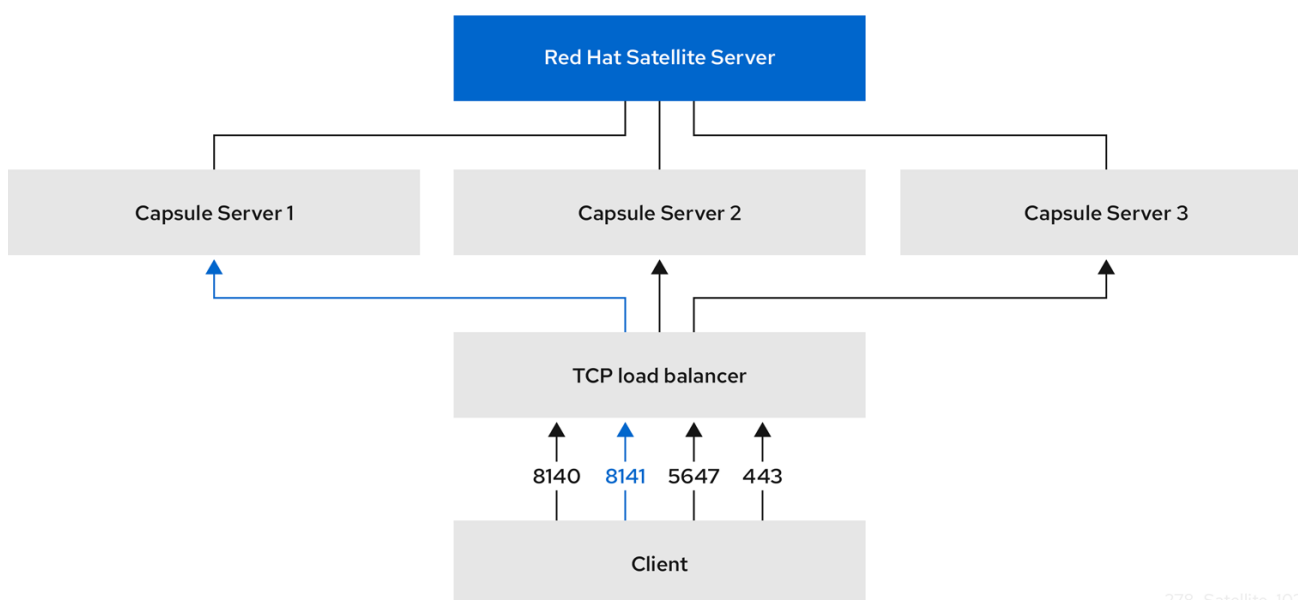 Red Hat Satellite Server
Capsule Server 1
Capsule Server 2
Capsule Server 3
TCP load balancer
8140
8141
5647
443
Client